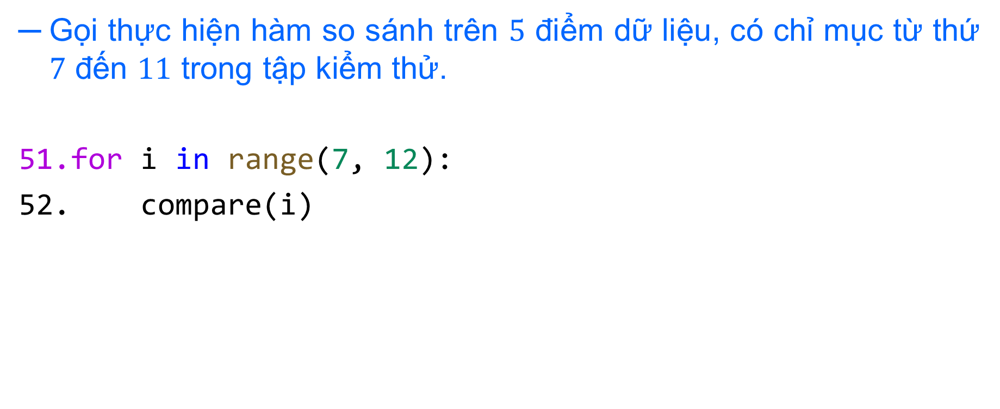 — Gọi thực hiện hàm so sánh trên 5 điểm dữ liệu, có chỉ mục từ thứ
7 đến 11 trong tập kiểm thử.
51.for i in range(7, 12):
52.    compare(i)